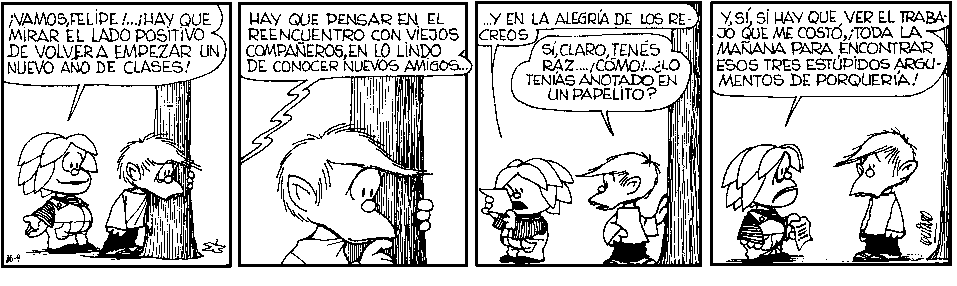 ¡VAMOS, FELIPE!...¡HAY QUE
MIRAR EL LADO POSITIVO
DE VOLVER A EMPEZAR UN
NUEVO AÑO DE CLASES!
HAY QUE PENSAR EN EL
REENCUENTRO CON VIEJOS
COMPAÑEROS, EN LO LINDO
DE CONOCER NUEVOS AMIGOS...
...Y EN LA ALEGRÍA DE LOS RE-
CREOS
SÍ, CLARO, TENÉS
RAZ....¡CÓMO!...¿LO
TENÍAS ANOTADO EN
UN PAPELITO?
Y, SÍ, SÍ HAY QUE VER EL TRABA-
JO QUE ME COSTÓ, ¡TODA LA
MAÑANA PARA ENCONTRAR
ESOS TRES ESTÚPIDOS ARGU-
MENTOS DE PORQUERÍA!
QUINO